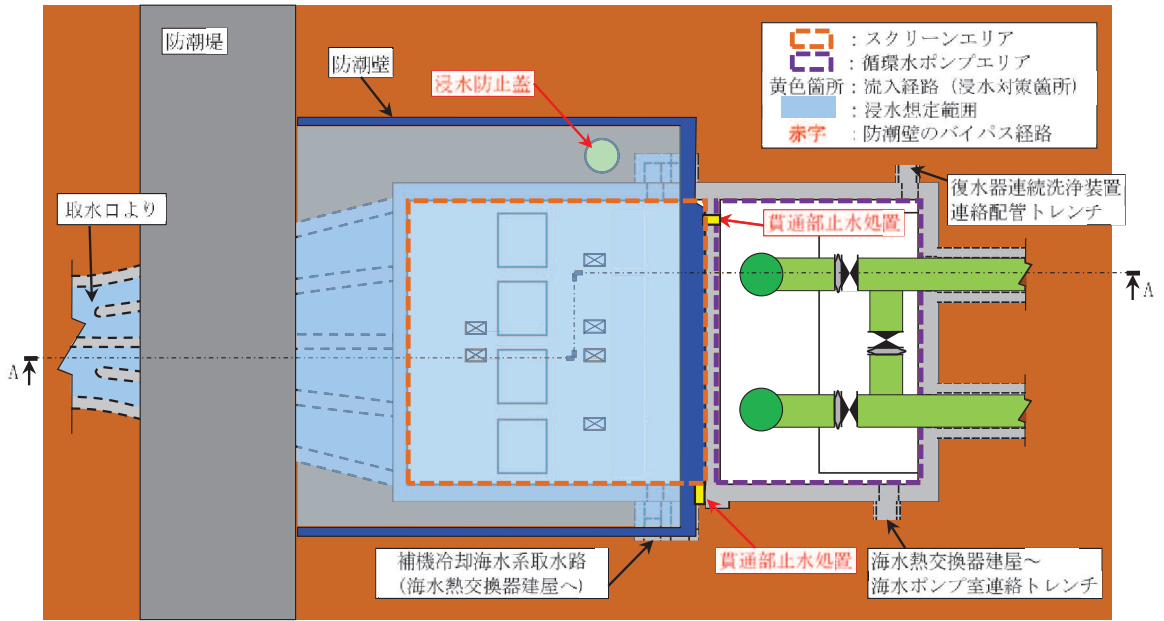 防潮堤
防潮壁
浸水防止蓋
：スクリーンエリア
：循環水ポンプエリア
黄色箇所：流入経路（浸水対策箇所）
：浸水想定範囲
赤字：防潮壁のバイパス経路
取水口より
復水器連続洗浄装置
連絡配管トレンチ
貫通部止水処置
A
A
補機冷却海水系取水路
(海水熱交換器建屋へ)
貫通部止水処置
海水熱交換器建屋～
海水ポンプ室連絡トレンチ